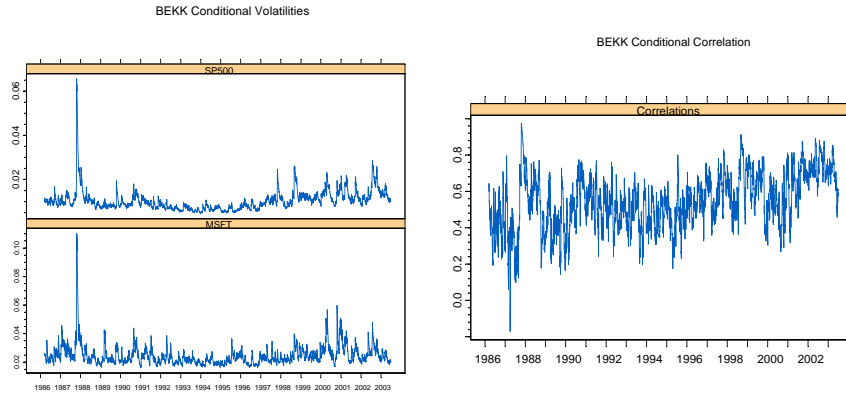 BEKK Conditional Volatilities
SP500
0.06
0.04
0.02
MSFT
0.10
0.08
0.06
0.04
0.02
1986 1987 1988 1989 1990 1991 1992 1993 1994 1995 1996 1997 1998 1999 2000 2001 2002 2003
BEKK Conditional Correlation
Correlations
0.8
0.6
0.4
0.2
0.0
1986 1988 1990 1992 1994 1996 1998 2000 2002